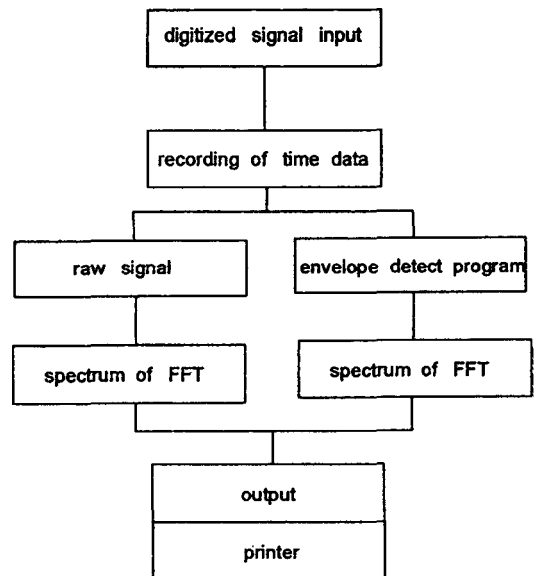 digitized signal input
recording of time data
raw signal
envelope detect program
spectrum of FFT
spectrum of FFT
output
printer